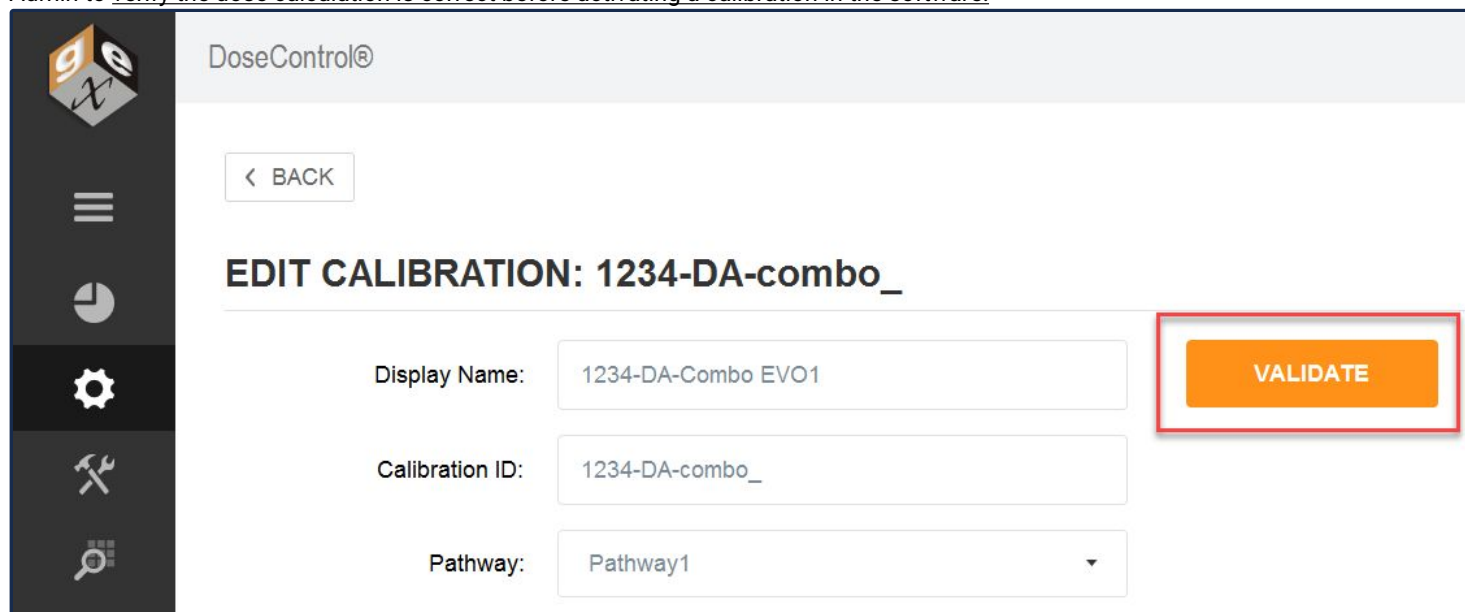 Admin to verify the dose calculation is correct before activating a calibration in the software.
gex
DoseControl®
< BACK
EDIT CALIBRATION: 1234-DA-combo_
Display Name: 1234-DA-Combo EVO1 VALIDATE
Calibration ID: 1234-DA-combo_
Pathway: Pathway1